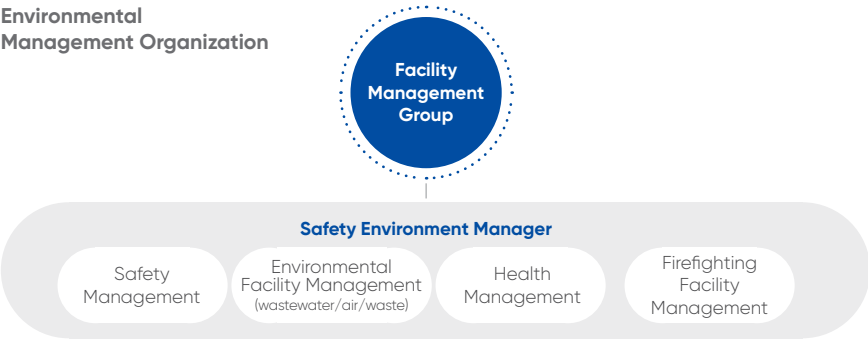 Environmental
Management Organization
Facility
Management
Group
Safety Environment Manager
Safety
Management
Environmental
Facility Management
(wastewater/air/waste)
Health
Management
Firefighting
Facility
Management